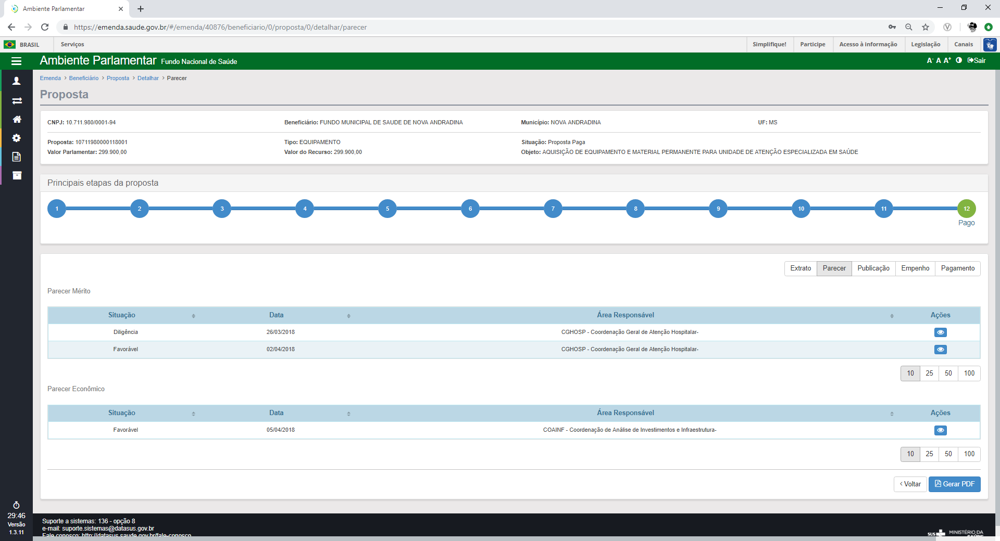 Ambiente Parlamentar
https://emenda.saude.gov.br/#/emenda/40876/beneficiario/0/proposta/0/detalhar/parecer
BRASIL Serviços Simplifique! Participe Acesso à informação Legislação Canais
Ambiente Parlamentar Fundo Nacional de Saúde A- A A+ Sair
Emenda > Beneficiário > Proposta > Detalhar > Parecer
Proposta
CNPJ: 10.711.980/0001-94 Beneficiário: FUNDO MUNICIPAL DE SAUDE DE NOVA ANDRADINA Município: NOVA ANDRADINA UF: MS
Proposta: 10711980000118001 Tipo: EQUIPAMENTO Situação: Proposta Paga
Valor Parlamentar: 299.900,00 Valor do Recurso: 299.900,00 Objeto: AQUISIÇÃO DE EQUIPAMENTO E MATERIAL PERMANENTE PARA UNIDADE DE ATENÇÃO ESPECIALIZADA EM SAÚDE
Principais etapas da proposta
1 2 3 4 5 6 7 8 9 10 11 12
Pago
Extrato Parecer Publicação Empenho Pagamento
Parecer Mérito
Situação Data Área Responsável Ações
Diligência 26/03/2018 CGHOSP - Coordenação Geral de Atenção Hospitalar-
Favorável 02/04/2018 CGHOSP - Coordenação Geral de Atenção Hospitalar-
10 25 50 100
Parecer Econômico
Situação Data Área Responsável Ações
Favorável 05/04/2018 COAINF - Coordenação de Análise de Investimentos e Infraestrutura-
10 25 50 100
‹ Voltar Gerar PDF
29:46
Versão
1.3.11
Suporte a sistemas: 136 - opção 8
e-mail: suporte.sistemas@datasus.gov.br
Fale conosco: http://datasus.saude.gov.br/fale-conosco
SUS MINISTÉRIO DA
SAÚDE